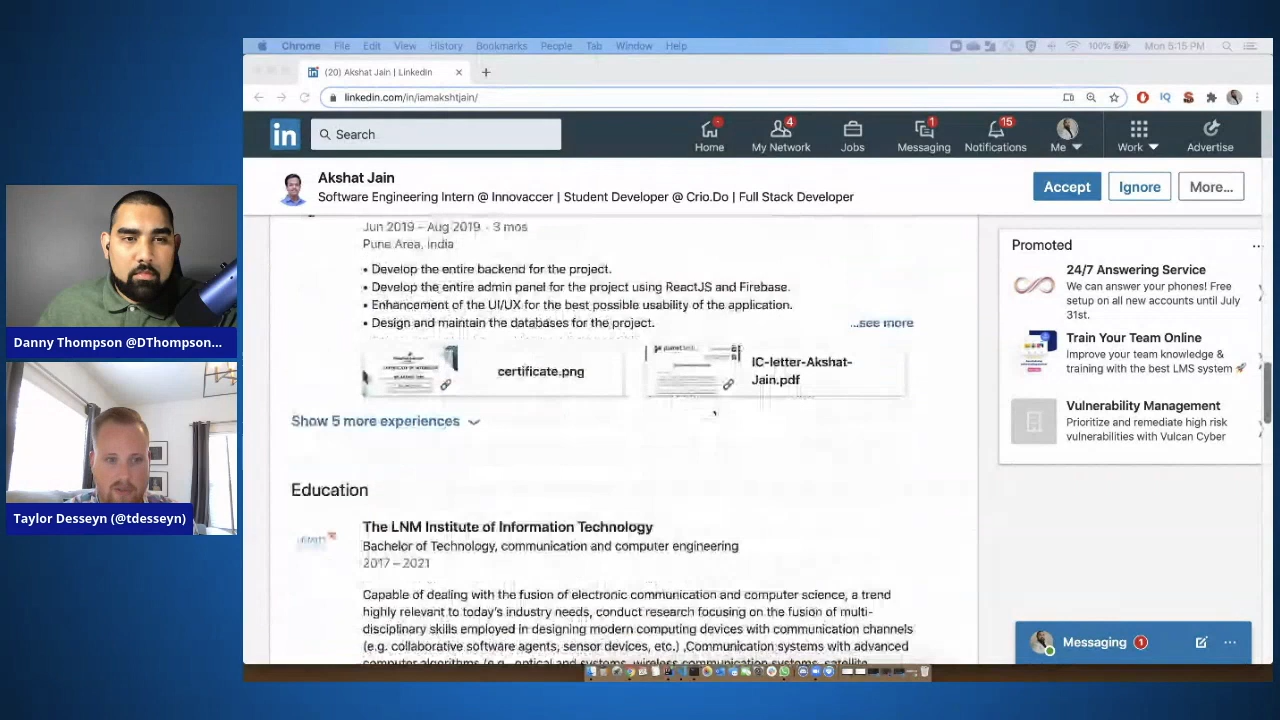 Chrome File Edit View History Bookmarks People Tab Window Help
100%
Mon 5:15 PM
(20) Akshat Jain | LinkedIn
linkedin.com/in/iamakshtjain/
IQ
in
Search
Home
4
My Network
Jobs
1
Messaging
15
Notifications
Me
Work
Advertise
Akshat Jain
Software Engineering Intern @ Innovaccer | Student Developer @ Crio.Do | Full Stack Developer
Accept
Ignore
More...
Jun 2019 – Aug 2019 · 3 mos
Pune Area, India
• Develop the entire backend for the project.
• Develop the entire admin panel for the project using ReactJS and Firebase.
• Enhancement of the UI/UX for the best possible usability of the application.
• Design and maintain the databases for the project.
...see more
certificate.png
IC-letter-Akshat-
Jain.pdf
Show 5 more experiences
Education
The LNM Institute of Information Technology
Bachelor of Technology, communication and computer engineering
2017 – 2021
Capable of dealing with the fusion of electronic communication and computer science, a trend
highly relevant to today's industry needs, conduct research focusing on the fusion of multi-
disciplinary skills employed in designing modern computing devices with communication channels
(e.g. collaborative software agents, sensor devices, etc.) ,Communication systems with advanced
computer algorithms (e.g., optical and systems, wireless communication systems, satellite
Promoted
24/7 Answering Service
We can answer your phones! Free
setup on all new accounts until July
31st.
Train Your Team Online
Improve your team knowledge &
training with the best LMS system 🚀
Vulnerability Management
Prioritize and remediate high risk
vulnerabilities with Vulcan Cyber
Messaging 1
Danny Thompson @DThompson...
Taylor Desseyn (@tdesseyn)